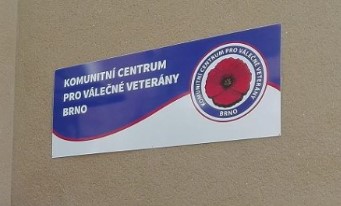 KOMUNITNÍ CENTRUM
PRO VÁLEČNÉ VETERÁNY
BRNO
KOMUNITNÍ CENTRUM PRO VÁLEČNÉ VETERÁNY
BRNO